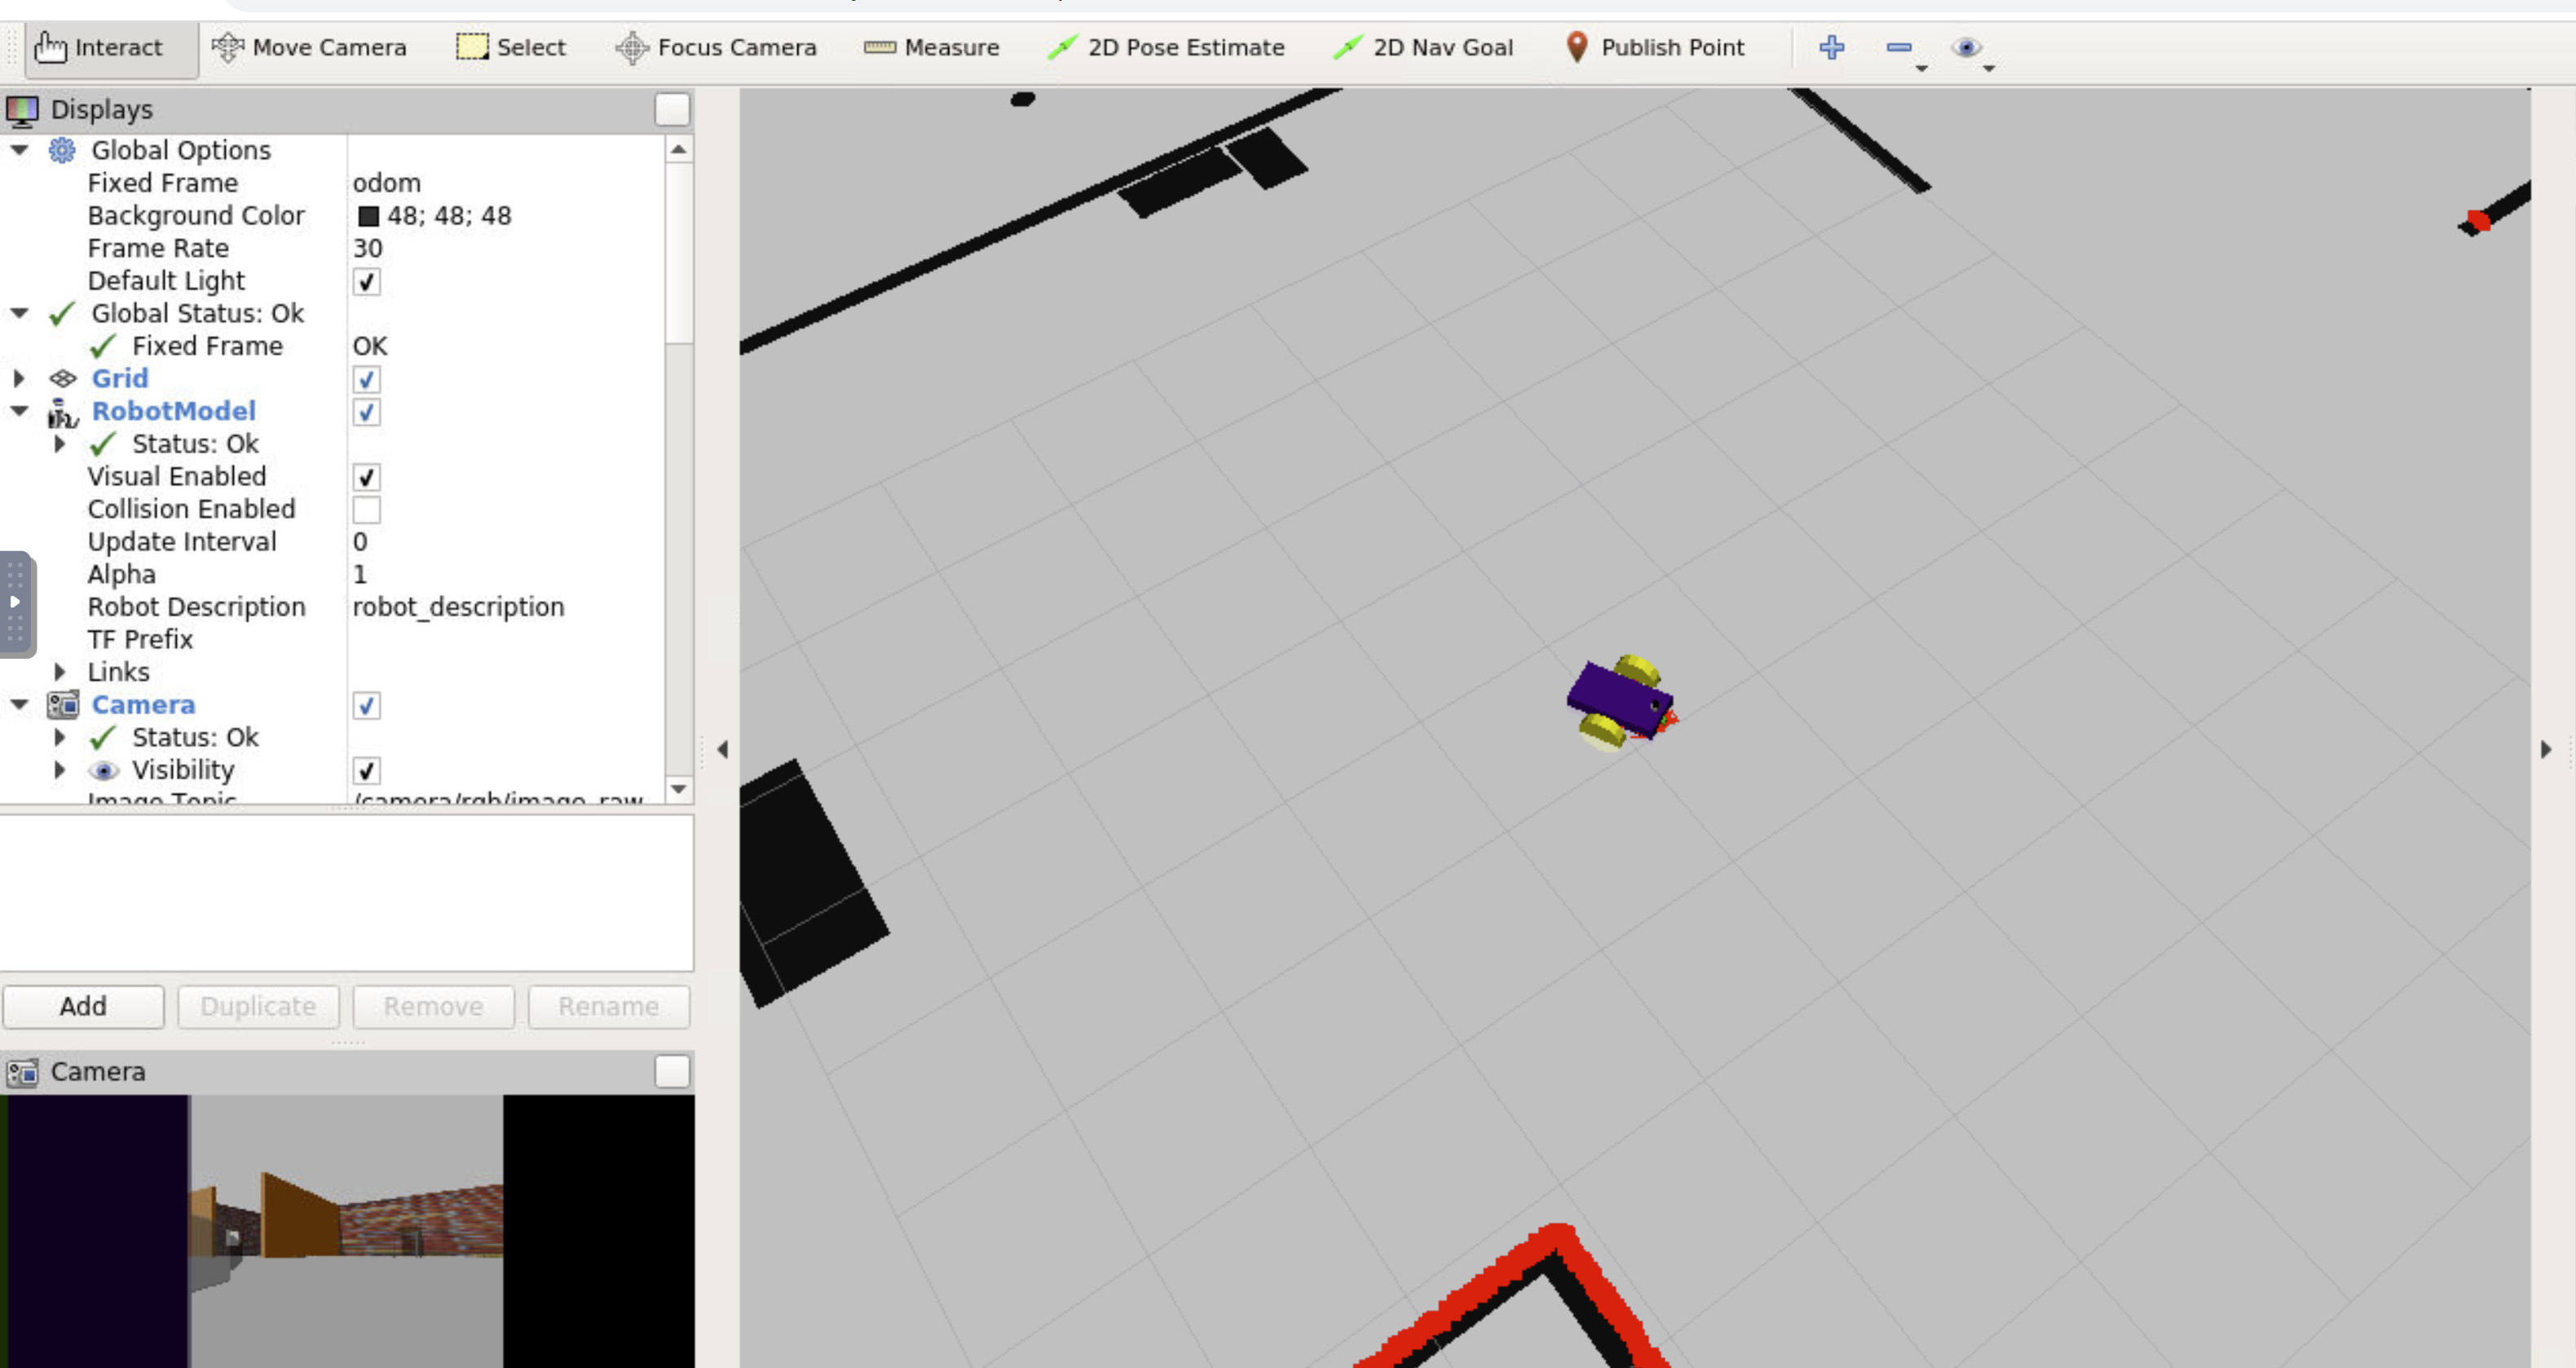 Interact Move Camera Select Focus Camera Measure 2D Pose Estimate 2D Nav Goal Publish Point
Displays
Global Options
Fixed Frame odom
Background Color 48; 48; 48
Frame Rate 30
Default Light
Global Status: Ok
Fixed Frame OK
Grid
RobotModel
Status: Ok
Visual Enabled
Collision Enabled
Update Interval 0
Alpha 1
Robot Description robot_description
TF Prefix
Links
Camera
Status: Ok
Visibility
Image Topic /camera/rgb/image_raw
Add Duplicate Remove Rename
Camera